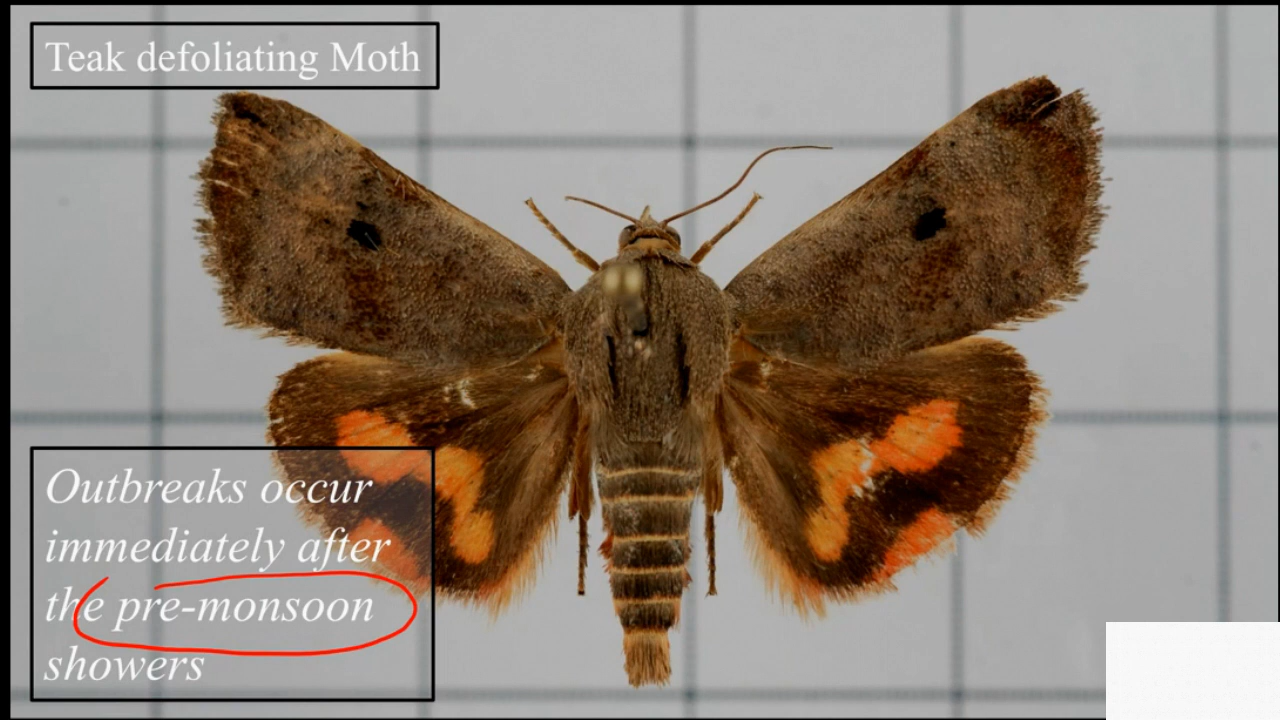 Teak defoliating Moth
Outbreaks occur
immediately after
the pre-monsoon
showers